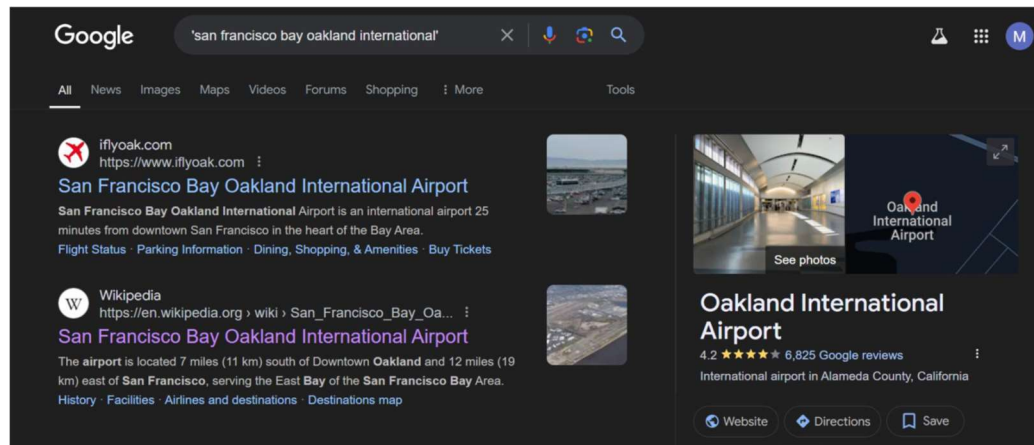 Google
'san francisco bay oakland international'
M
All News Images Maps Videos Forums Shopping More Tools
iflyoak.com
https://www.iflyoak.com
San Francisco Bay Oakland International Airport
San Francisco Bay Oakland International Airport is an international airport 25
minutes from downtown San Francisco in the heart of the Bay Area.
Flight Status · Parking Information · Dining, Shopping, & Amenities · Buy Tickets
W
Wikipedia
https://en.wikipedia.org › wiki › San_Francisco_Bay_Oa...
San Francisco Bay Oakland International Airport
The airport is located 7 miles (11 km) south of Downtown Oakland and 12 miles (19
km) east of San Francisco, serving the East Bay of the San Francisco Bay Area.
History · Facilities · Airlines and destinations · Destinations map
See photos
Oakland
International
Airport
Oakland International
Airport
4.2 ★★★★★ 6,825 Google reviews
International airport in Alameda County, California
Website
Directions
Save